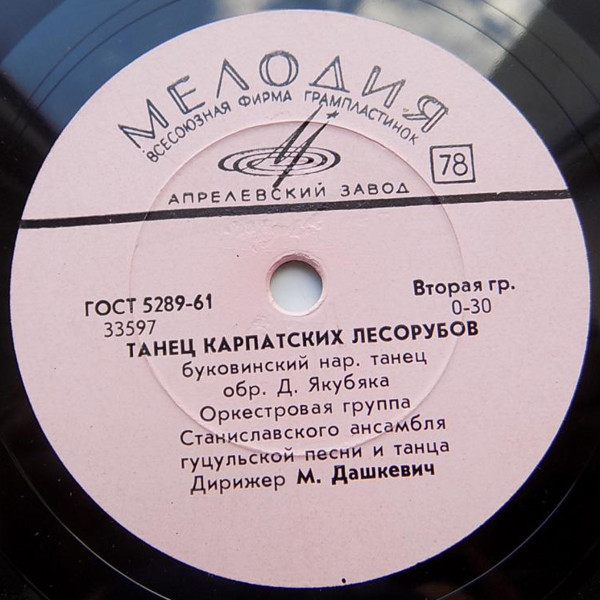 МЕЛОДИЯ
ВСЕСОЮЗНАЯ ФИРМА ГРАМПЛАСТИНОК
78
АПРЕЛЕВСКИЙ ЗАВОД
ГОСТ 5289-61
Вторая гр.
33597
0-30
ТАНЕЦ КАРПАТСКИХ ЛЕСОРУБОВ
буковинский нар. танец
обр. Д. Якубяка
Оркестровая группа
Станиславского ансамбля
гуцульской песни и танца
Дирижер М. Дашкевич